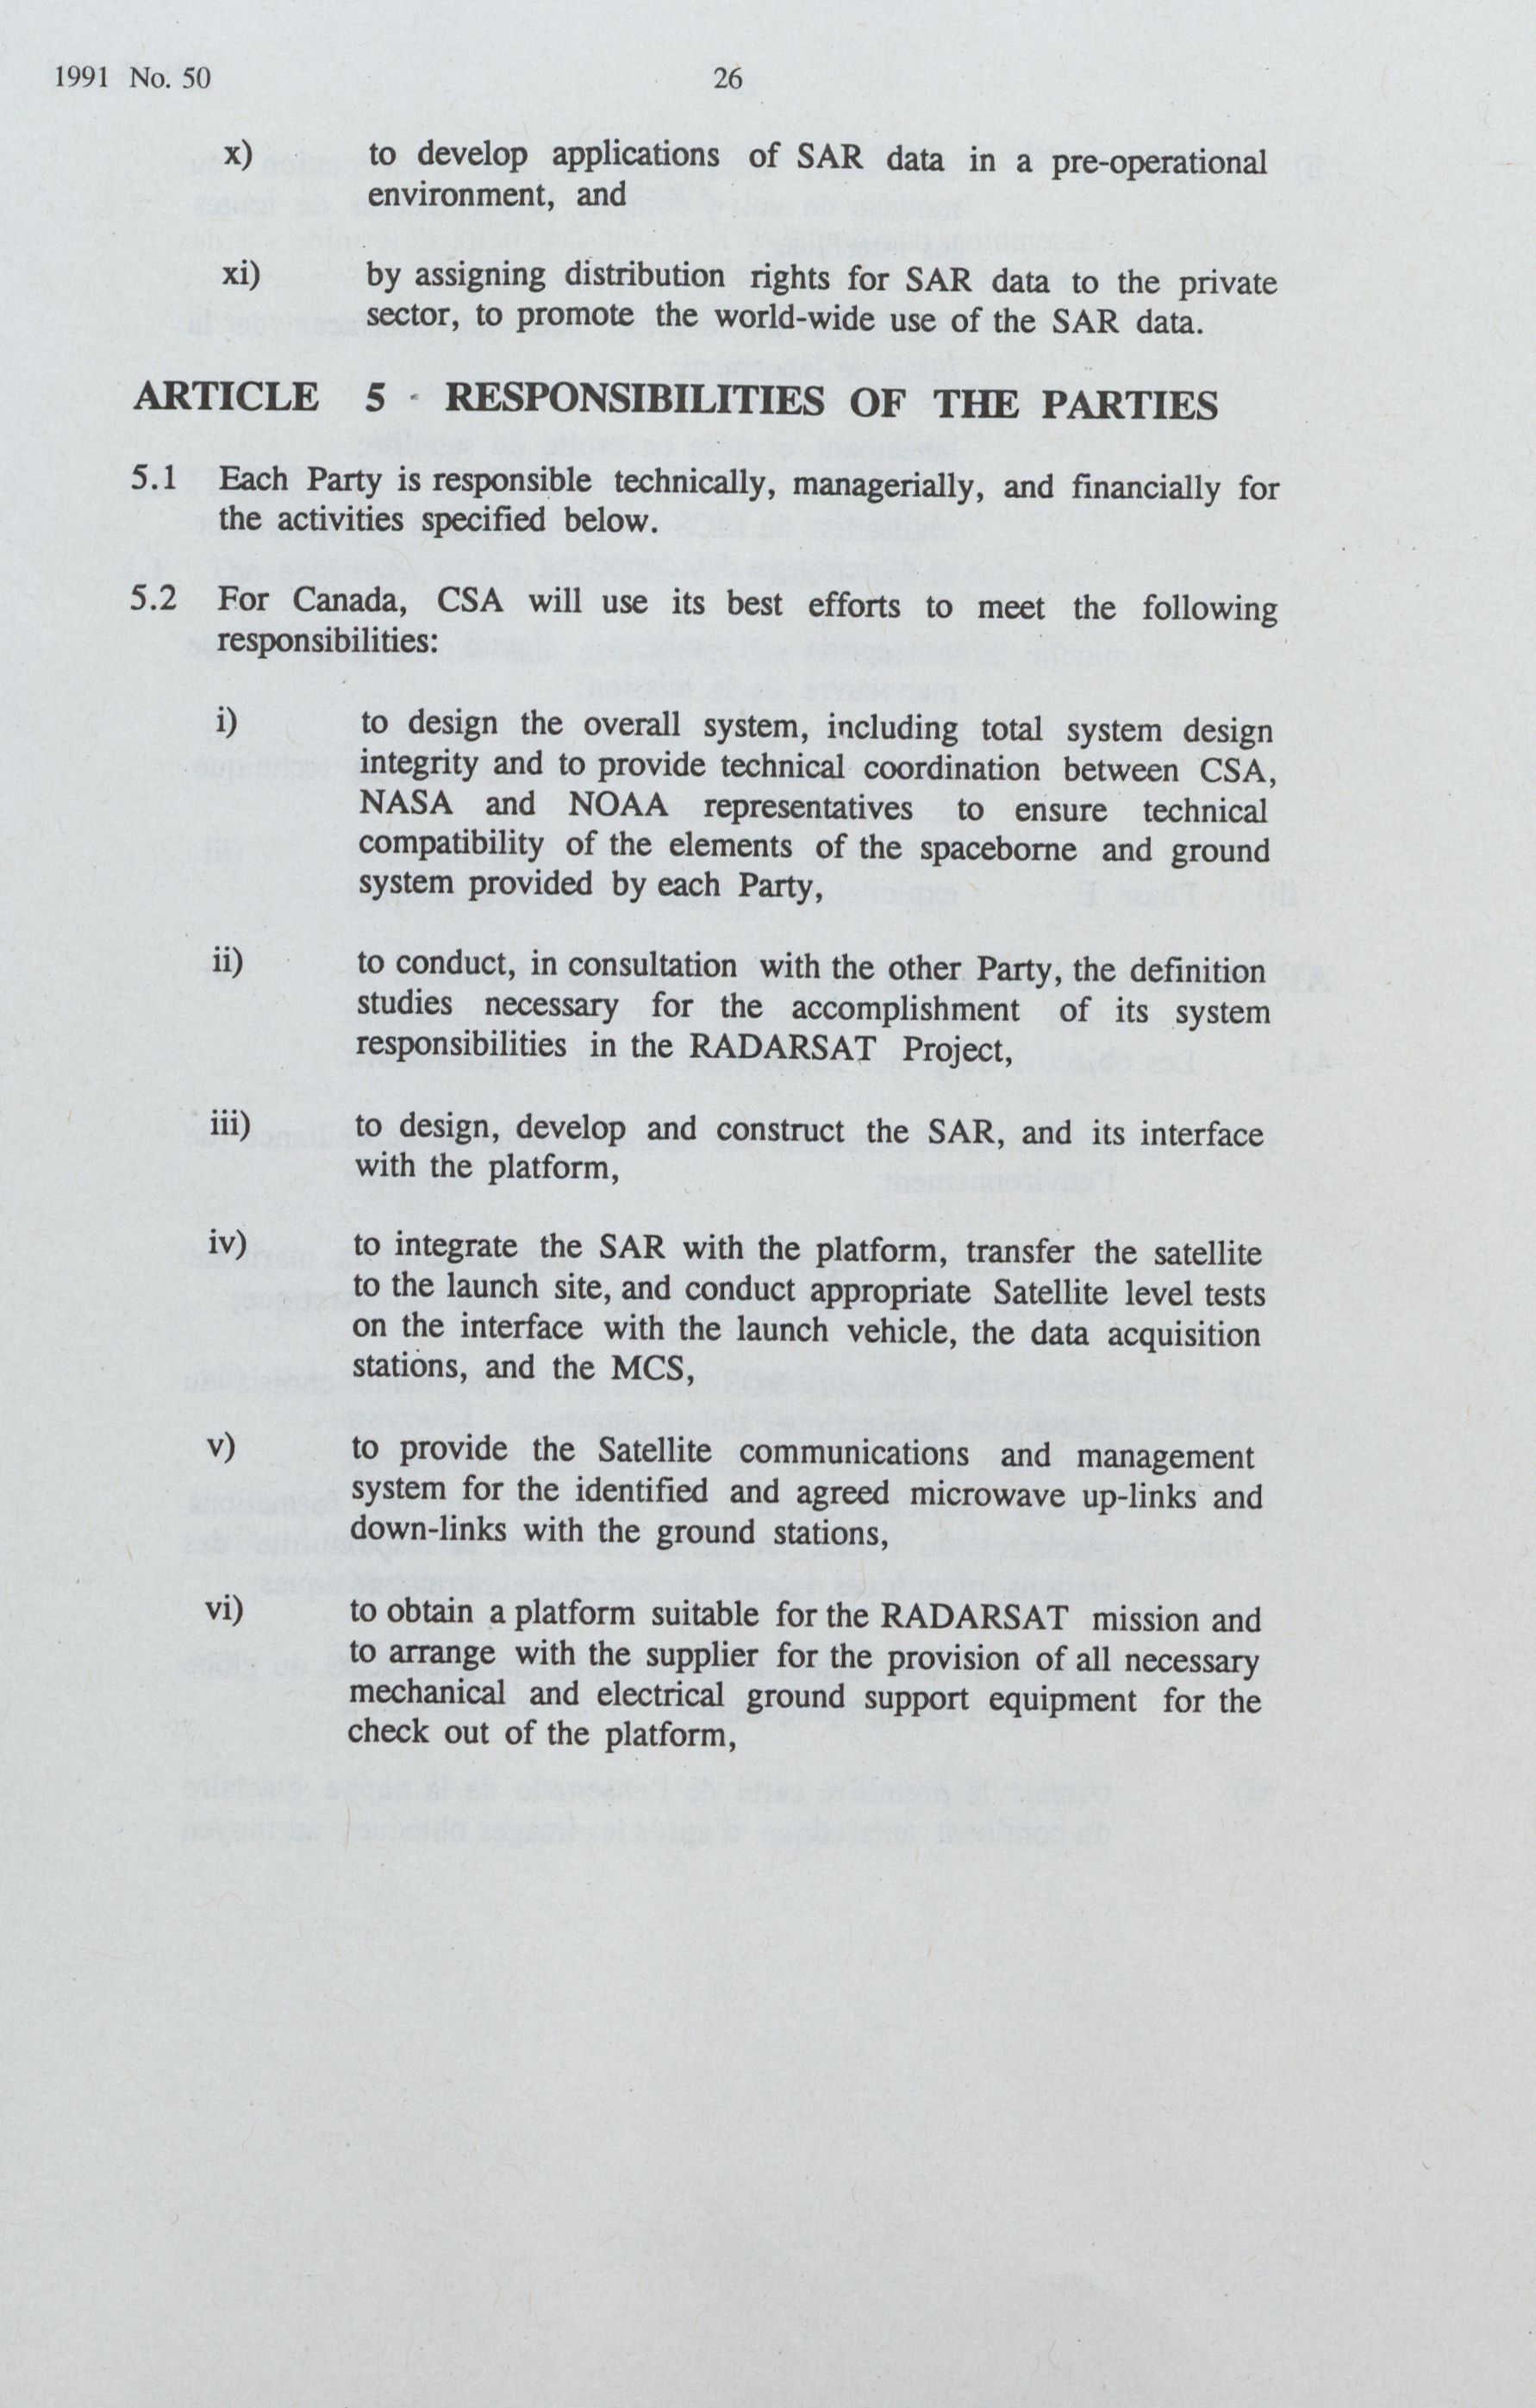 1991 No. 50
26
x) to develop applications of SAR data in a pre-operational
environment, and
xi) by assigning distribution rights for SAR data to the private
sector, to promote the world-wide use of the SAR data.
ARTICLE 5 - RESPONSIBILITIES OF THE PARTIES
5.1 Each Party is responsible technically, managerially, and financially for
the activities specified below.
5.2 For Canada, CSA will use its best efforts to meet the following
responsibilities:
i) to design the overall system, including total system design
integrity and to provide technical coordination between CSA,
NASA and NOAA representatives to ensure technical
compatibility of the elements of the spaceborne and ground
system provided by each Party,
ii) to conduct, in consultation with the other Party, the definition
studies necessary for the accomplishment of its system
responsibilities in the RADARSAT Project,
iii) to design, develop and construct the SAR, and its interface
with the platform,
iv) to integrate the SAR with the platform, transfer the satellite
to the launch site, and conduct appropriate Satellite level tests
on the interface with the launch vehicle, the data acquisition
stations, and the MCS,
v) to provide the Satellite communications and management
system for the identified and agreed microwave up-links and
down-links with the ground stations,
vi) to obtain a platform suitable for the RADARSAT mission and
to arrange with the supplier for the provision of all necessary
mechanical and electrical ground support equipment for the
check out of the platform,